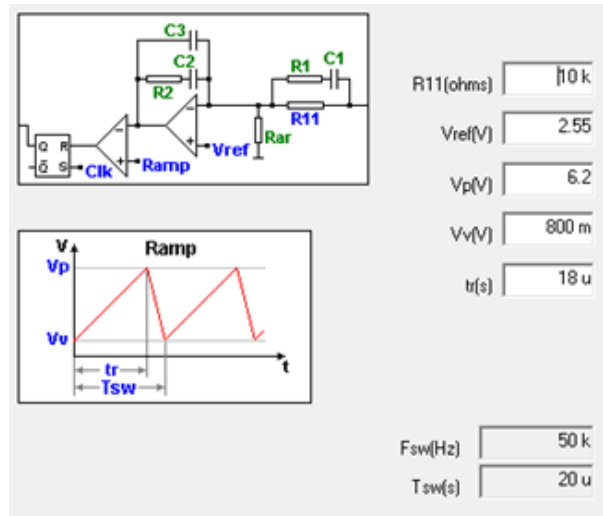 C3
C2
R2
R1
C1
R11
Rar
Vref
Ramp
Clk
Q R
Q̅ S
R11(ohms) 10 k
Vref(V) 2.55
Vp(V) 6.2
Vv(V) 800 m
tr(s) 18 u
V Ramp
Vp
Vv
tr
t
Tsw
Fsw(Hz) 50 k
Tsw(s) 20 u